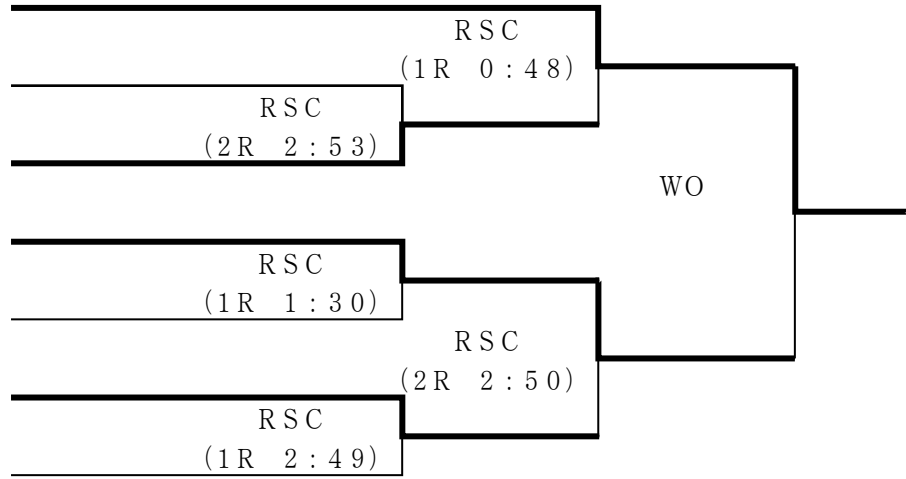 RSC
(1R 0:48)
RSC
(2R 2:53)
WO
RSC
(1R 1:30)
RSC
(2R 2:50)
RSC
(1R 2:49)